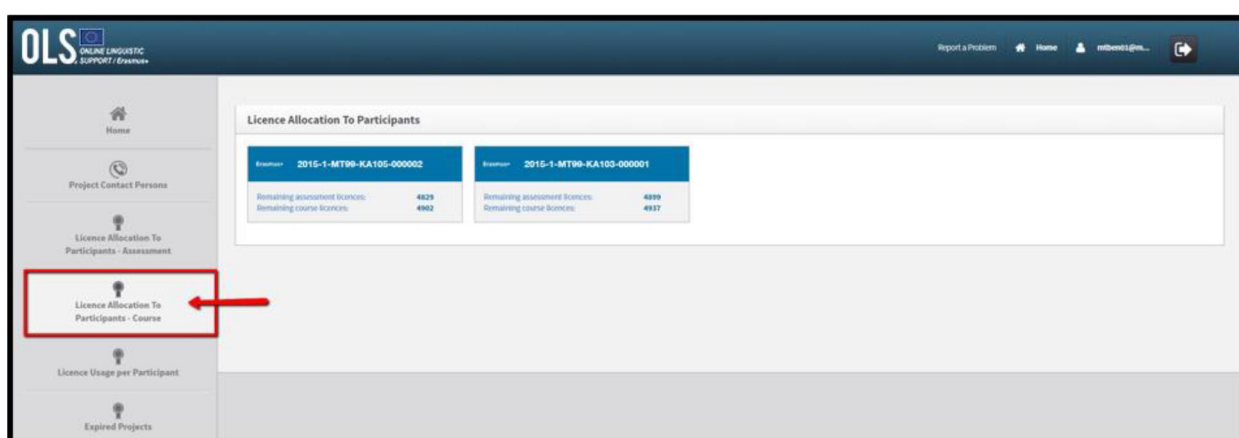 OLS ONLINE LINGUISTIC
SUPPORT / Erasmus+
Report a Problem Home mtben01@m...
Home
Project Contact Persons
Licence Allocation To
Participants - Assessment
Licence Allocation To
Participants - Course
Licence Usage per Participant
Expired Projects
Licence Allocation To Participants
Erasmus+ 2015-1-MT99-KA105-000002
Remaining assessment licences: 4829
Remaining course licences: 4902
Erasmus+ 2015-1-MT99-KA103-000001
Remaining assessment licences: 4899
Remaining course licences: 4937